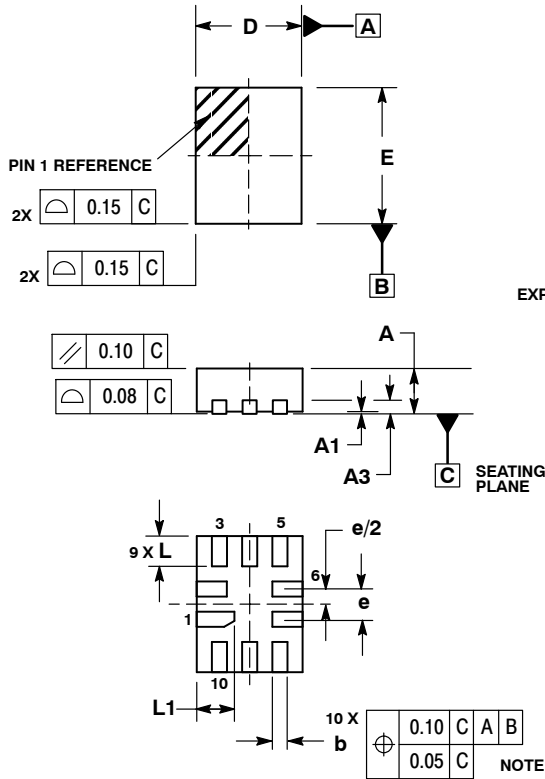 D
A
PIN 1 REFERENCE
E
2X ⌓ 0.15 C
2X ⌓ 0.15 C
B
EXP
A
⫽ 0.10 C
⌓ 0.08 C
A1
A3
C SEATING
PLANE
3 5 e/2
9 X L
6
e
1
10
L1
10 X
b
⌖ 0.10 C A B
0.05 C NOTE